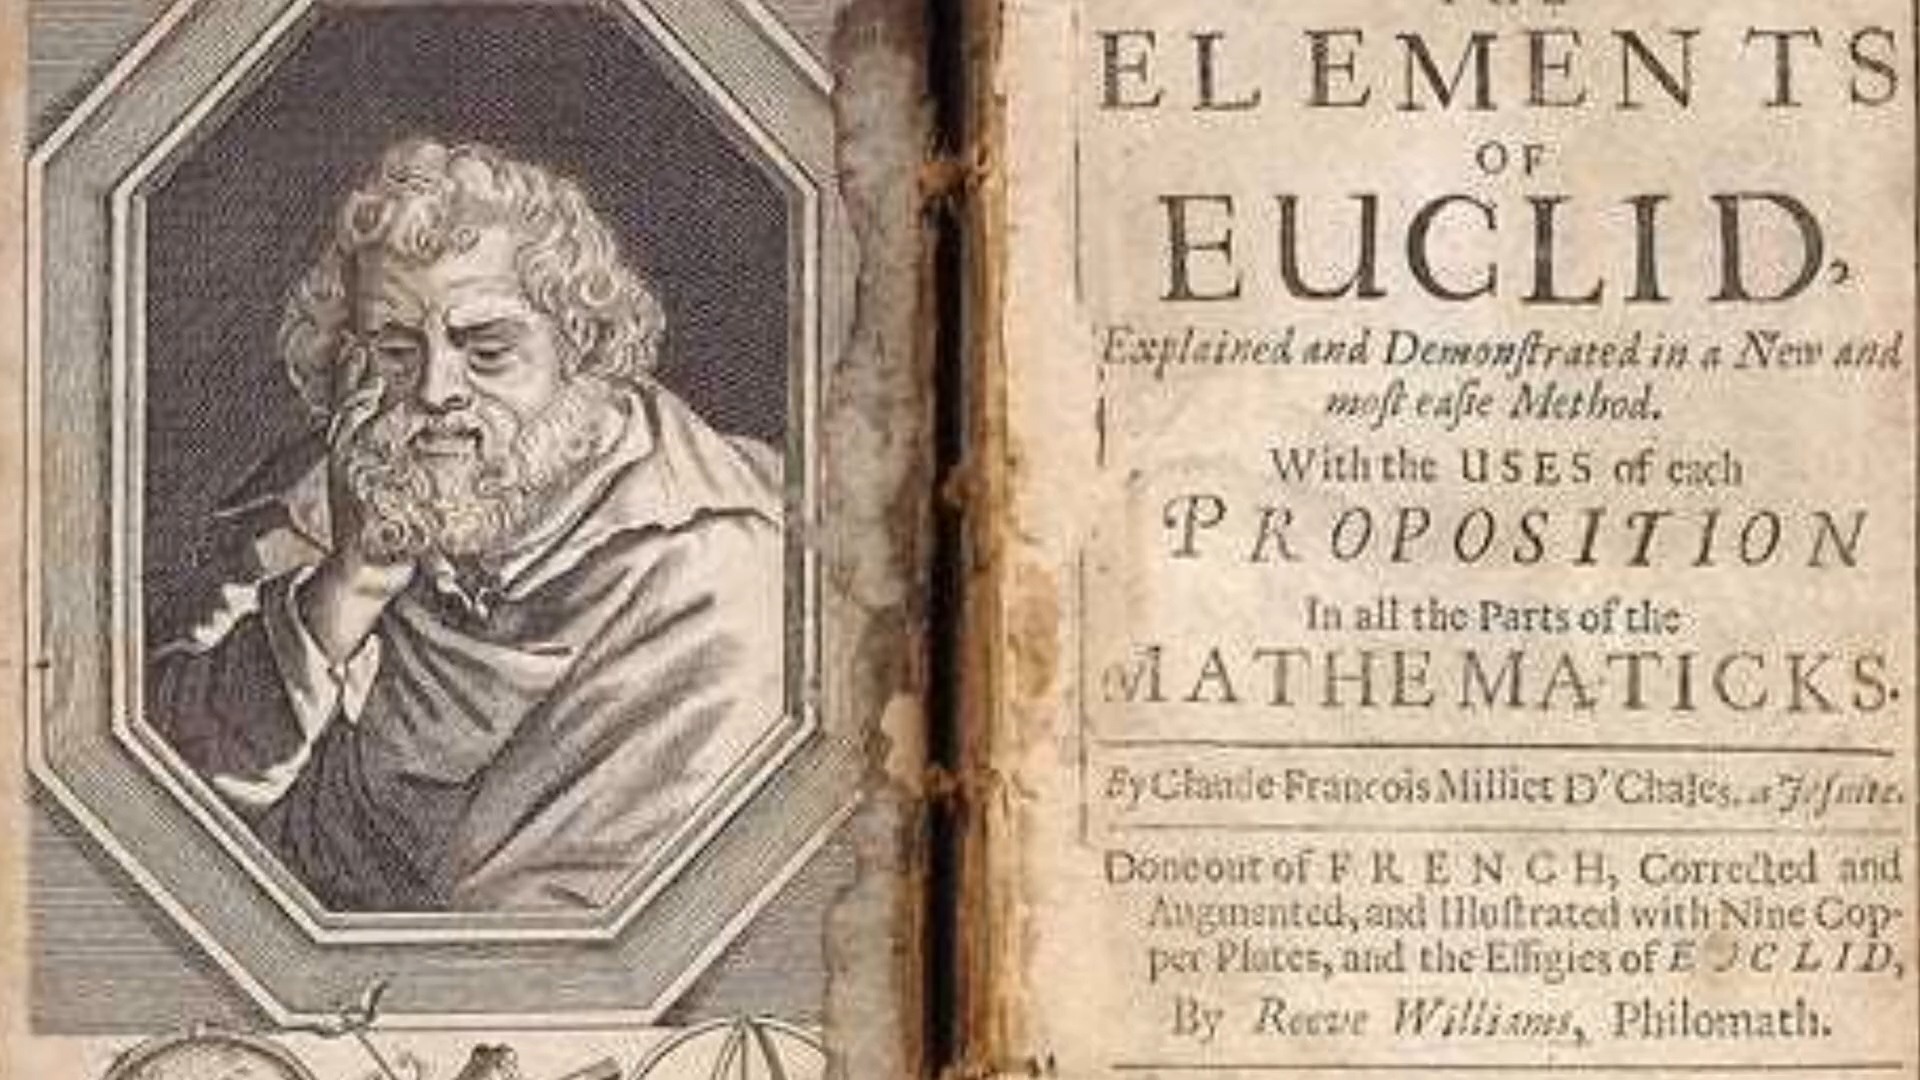 ELEMENTS
OF
EUCLID,
Explained and Demonſtrated in a New and
moſt eaſie Method.
With the USES of each
PROPOSITION
In all the Parts of the
MATHEMATICKS.
By Claude Francois Milliet D'Chales, a Jeſuite.
Done out of FRENCH, Corrected and
Augmented, and Illuſtrated with Nine Cop-
per Plates, and the Effigies of EUCLID,
By Reeve Williams, Philomath.